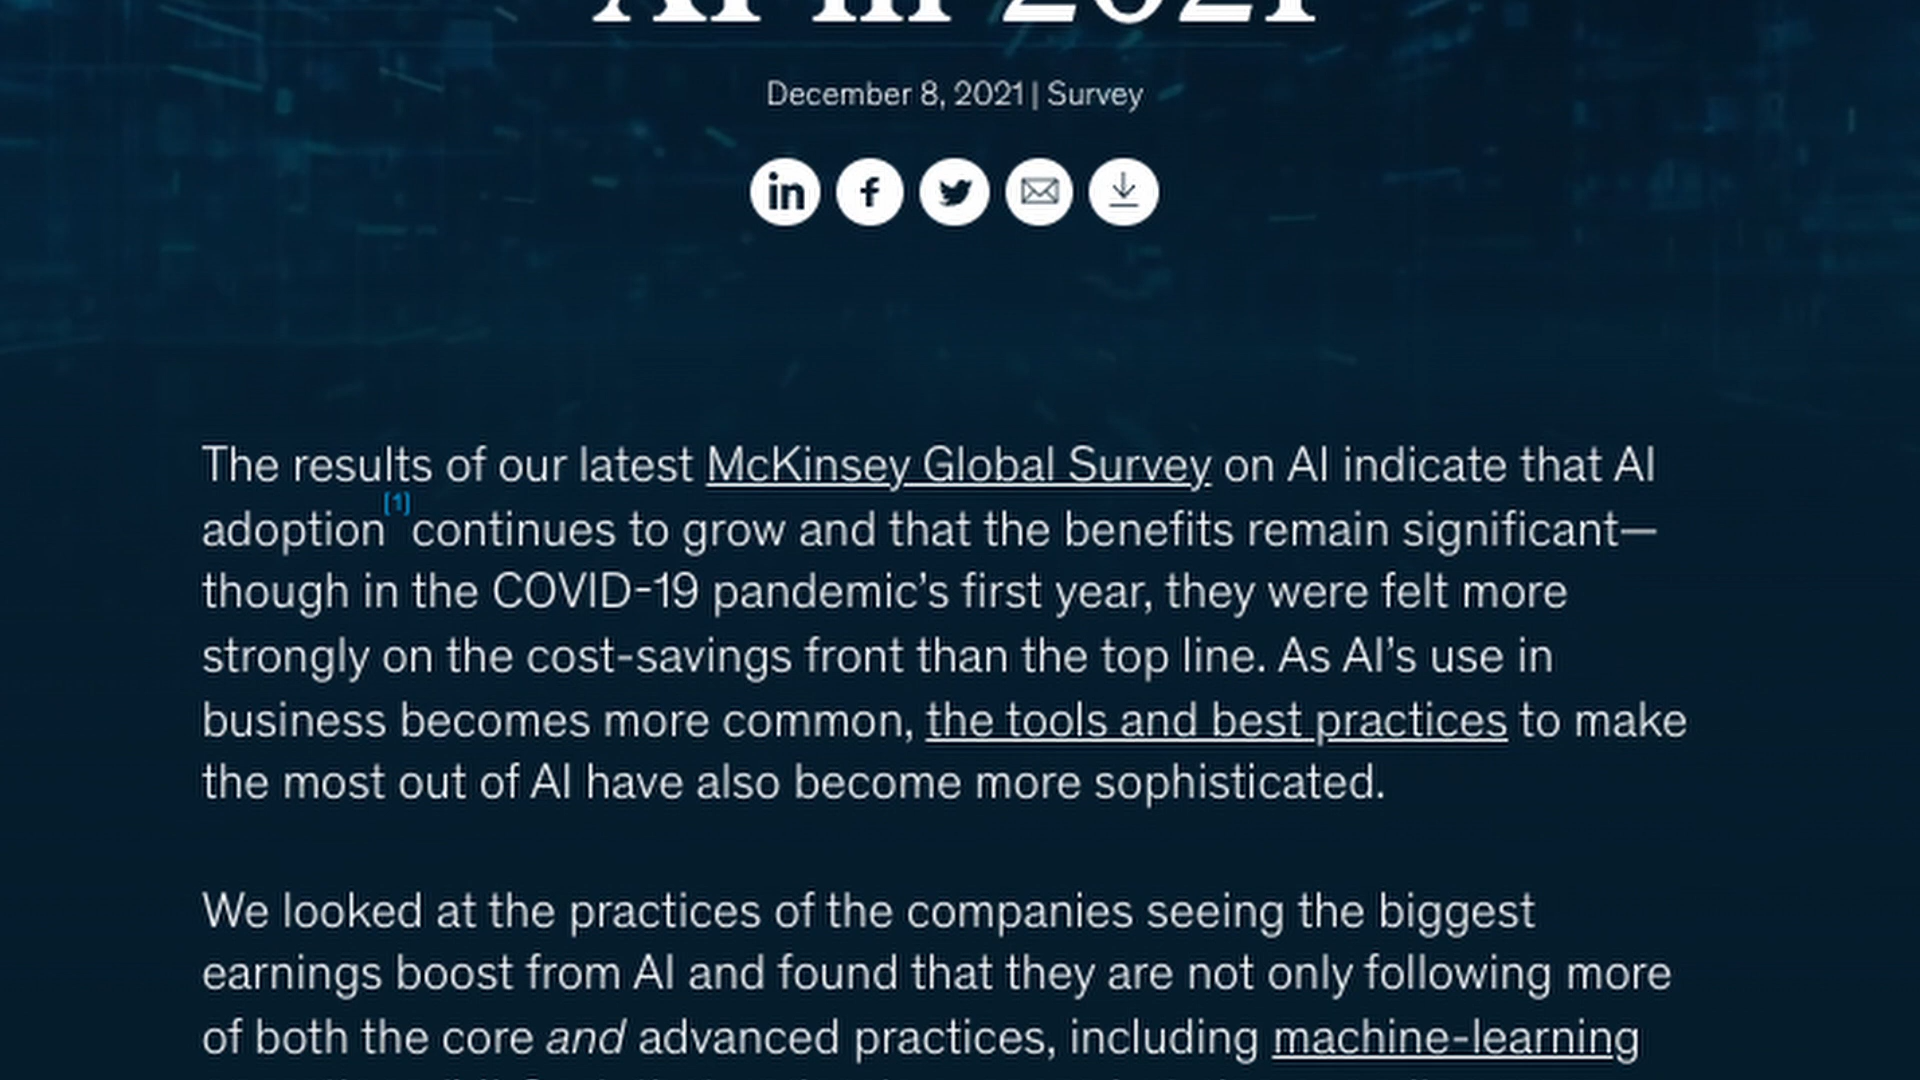 AI in 2021
December 8, 2021 | Survey
in f
The results of our latest McKinsey Global Survey on AI indicate that AI
adoption[1] continues to grow and that the benefits remain significant—
though in the COVID-19 pandemic’s first year, they were felt more
strongly on the cost-savings front than the top line. As AI’s use in
business becomes more common, the tools and best practices to make
the most out of AI have also become more sophisticated.
We looked at the practices of the companies seeing the biggest
earnings boost from AI and found that they are not only following more
of both the core and advanced practices, including machine-learning